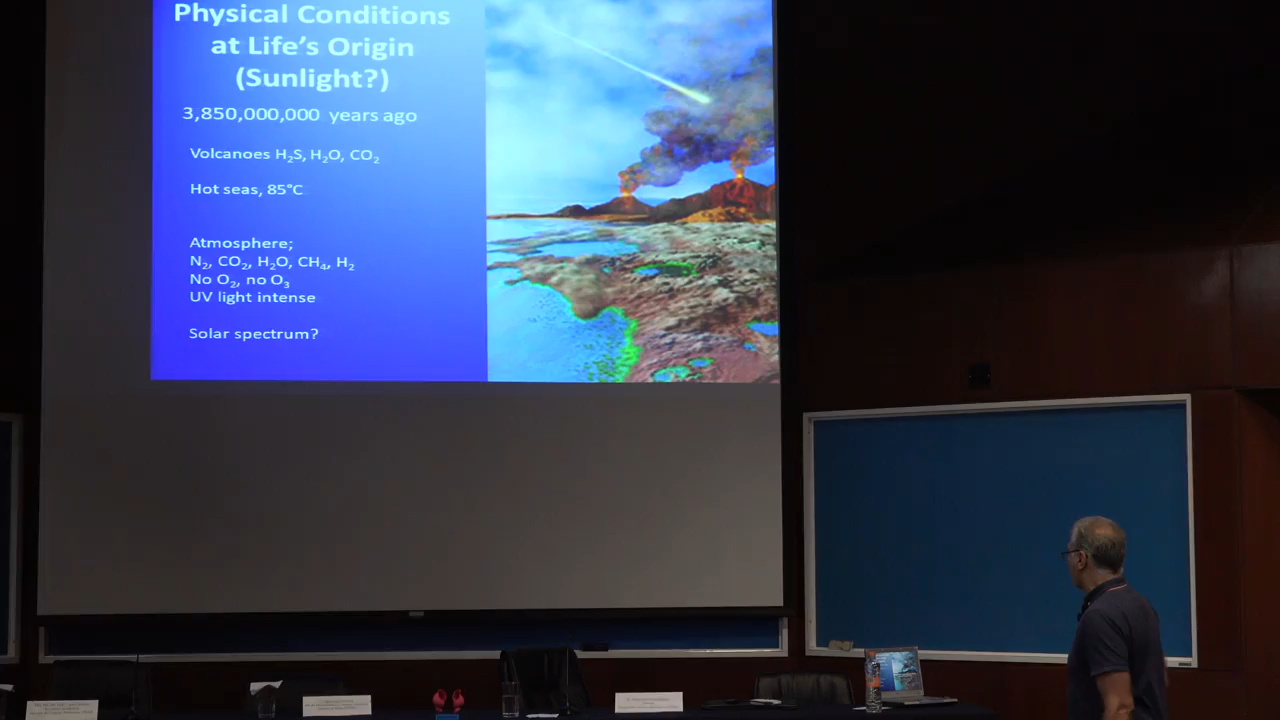 Physical Conditions
at Life's Origin
(Sunlight?)
3,850,000,000 years ago
Volcanoes H₂S, H₂O, CO₂
Hot seas, 85°C
Atmosphere;
N₂, CO₂, H₂O, CH₄, H₂
No O₂, no O₃
UV light intense
Solar spectrum?